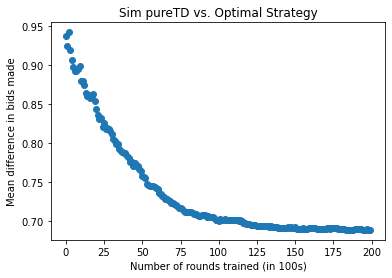 Sim pureTD vs. Optimal Strategy
Mean difference in bids made
0.95
0.90
0.85
0.80
0.75
0.70
0 25 50 75 100 125 150 175 200
Number of rounds trained (in 100s)